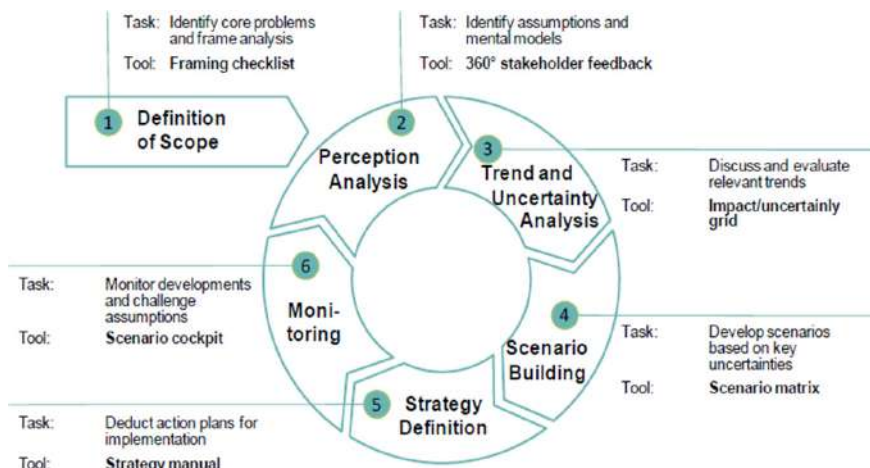 Task: Identify core problems
and frame analysis
Tool: Framing checklist
Task: Identify assumptions and
mental models
Tool: 360° stakeholder feedback
1 Definition
of Scope
2
Perception
Analysis
3
Trend and
Uncertainty
Analysis
Task: Discuss and evaluate
relevant trends
Tool: Impact/uncertainly
grid
4
Scenario
Building
Task: Develop scenarios
based on key
uncertainties
Tool: Scenario matrix
5 Strategy
Definition
Task: Deduct action plans for
implementation
Tool: Strategy manual
6
Moni-
toring
Task: Monitor developments
and challenge
assumptions
Tool: Scenario cockpit